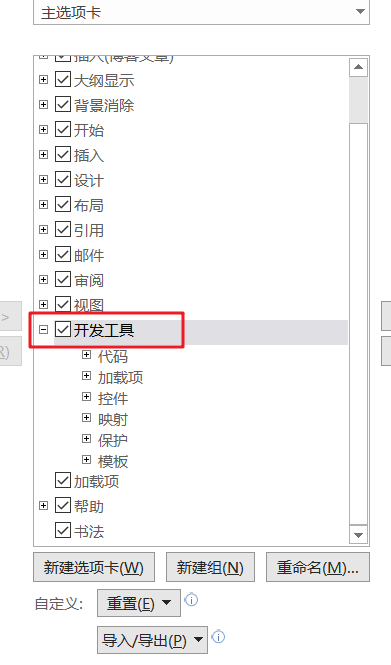 主选项卡
插入(博客文章)
大纲显示
背景消除
开始
插入
设计
布局
引用
邮件
审阅
视图
>
R)
开发工具
代码
加载项
控件
映射
保护
模板
加载项
帮助
书法
新建选项卡(W) 新建组(N) 重命名(M)...
自定义: 重置(E)
导入/导出(P)